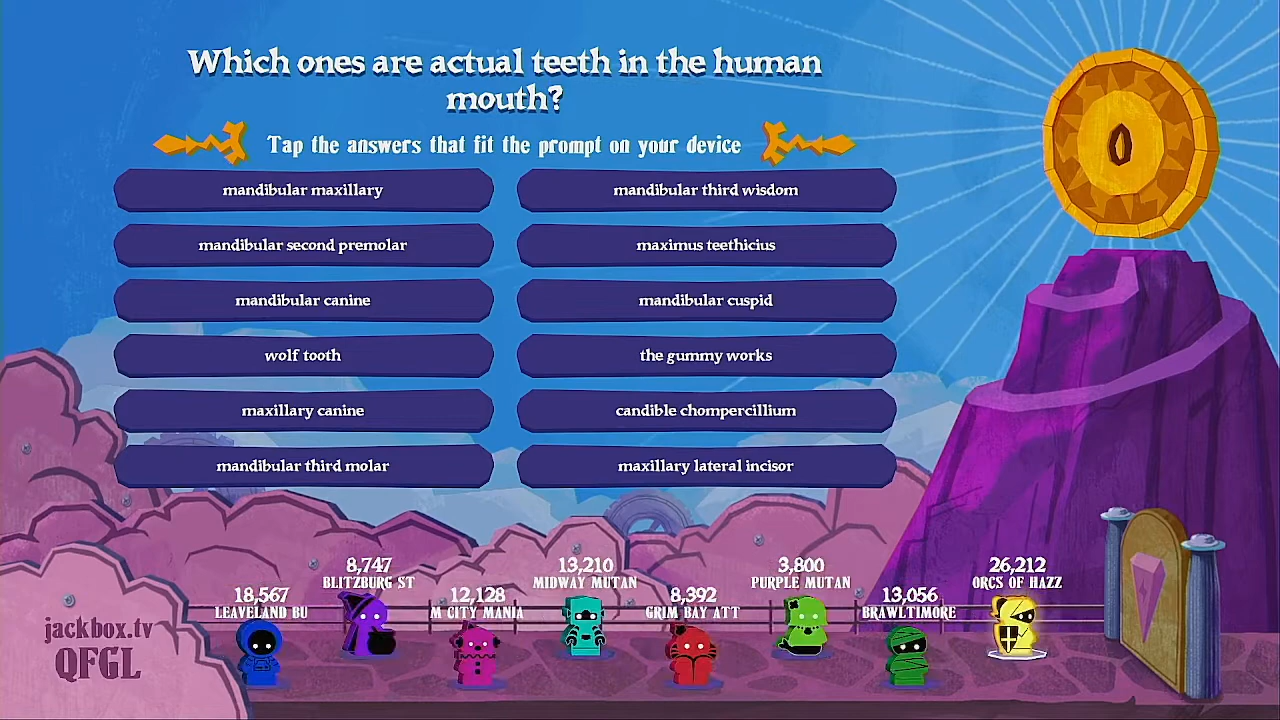 Which ones are actual teeth in the human
mouth?
Tap the answers that fit the prompt on your device
mandibular maxillary
mandibular third wisdom
mandibular second premolar
maximus teethicius
mandibular canine
mandibular cuspid
wolf tooth
the gummy works
maxillary canine
candible chompercillium
mandibular third molar
maxillary lateral incisor
18,567
LEAVELAND BU
8,747
BLITZBURG ST
12,128
M CITY MANIA
13,210
MIDWAY MUTAN
8,392
GRIM BAY ATT
3,800
PURPLE MUTAN
13,056
BRAWLTIMORE
26,212
ORCS OF HAZZ
jackbox.tv
QFGL